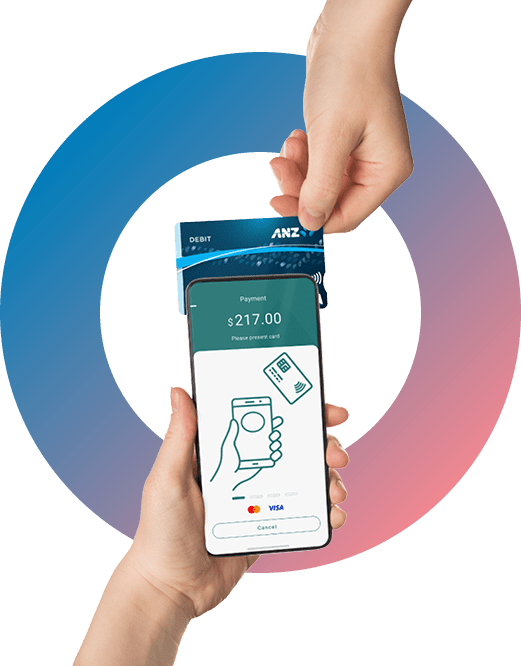 DEBIT
ANZ
Payment
$217.00
Please present card
VISA
Cancel